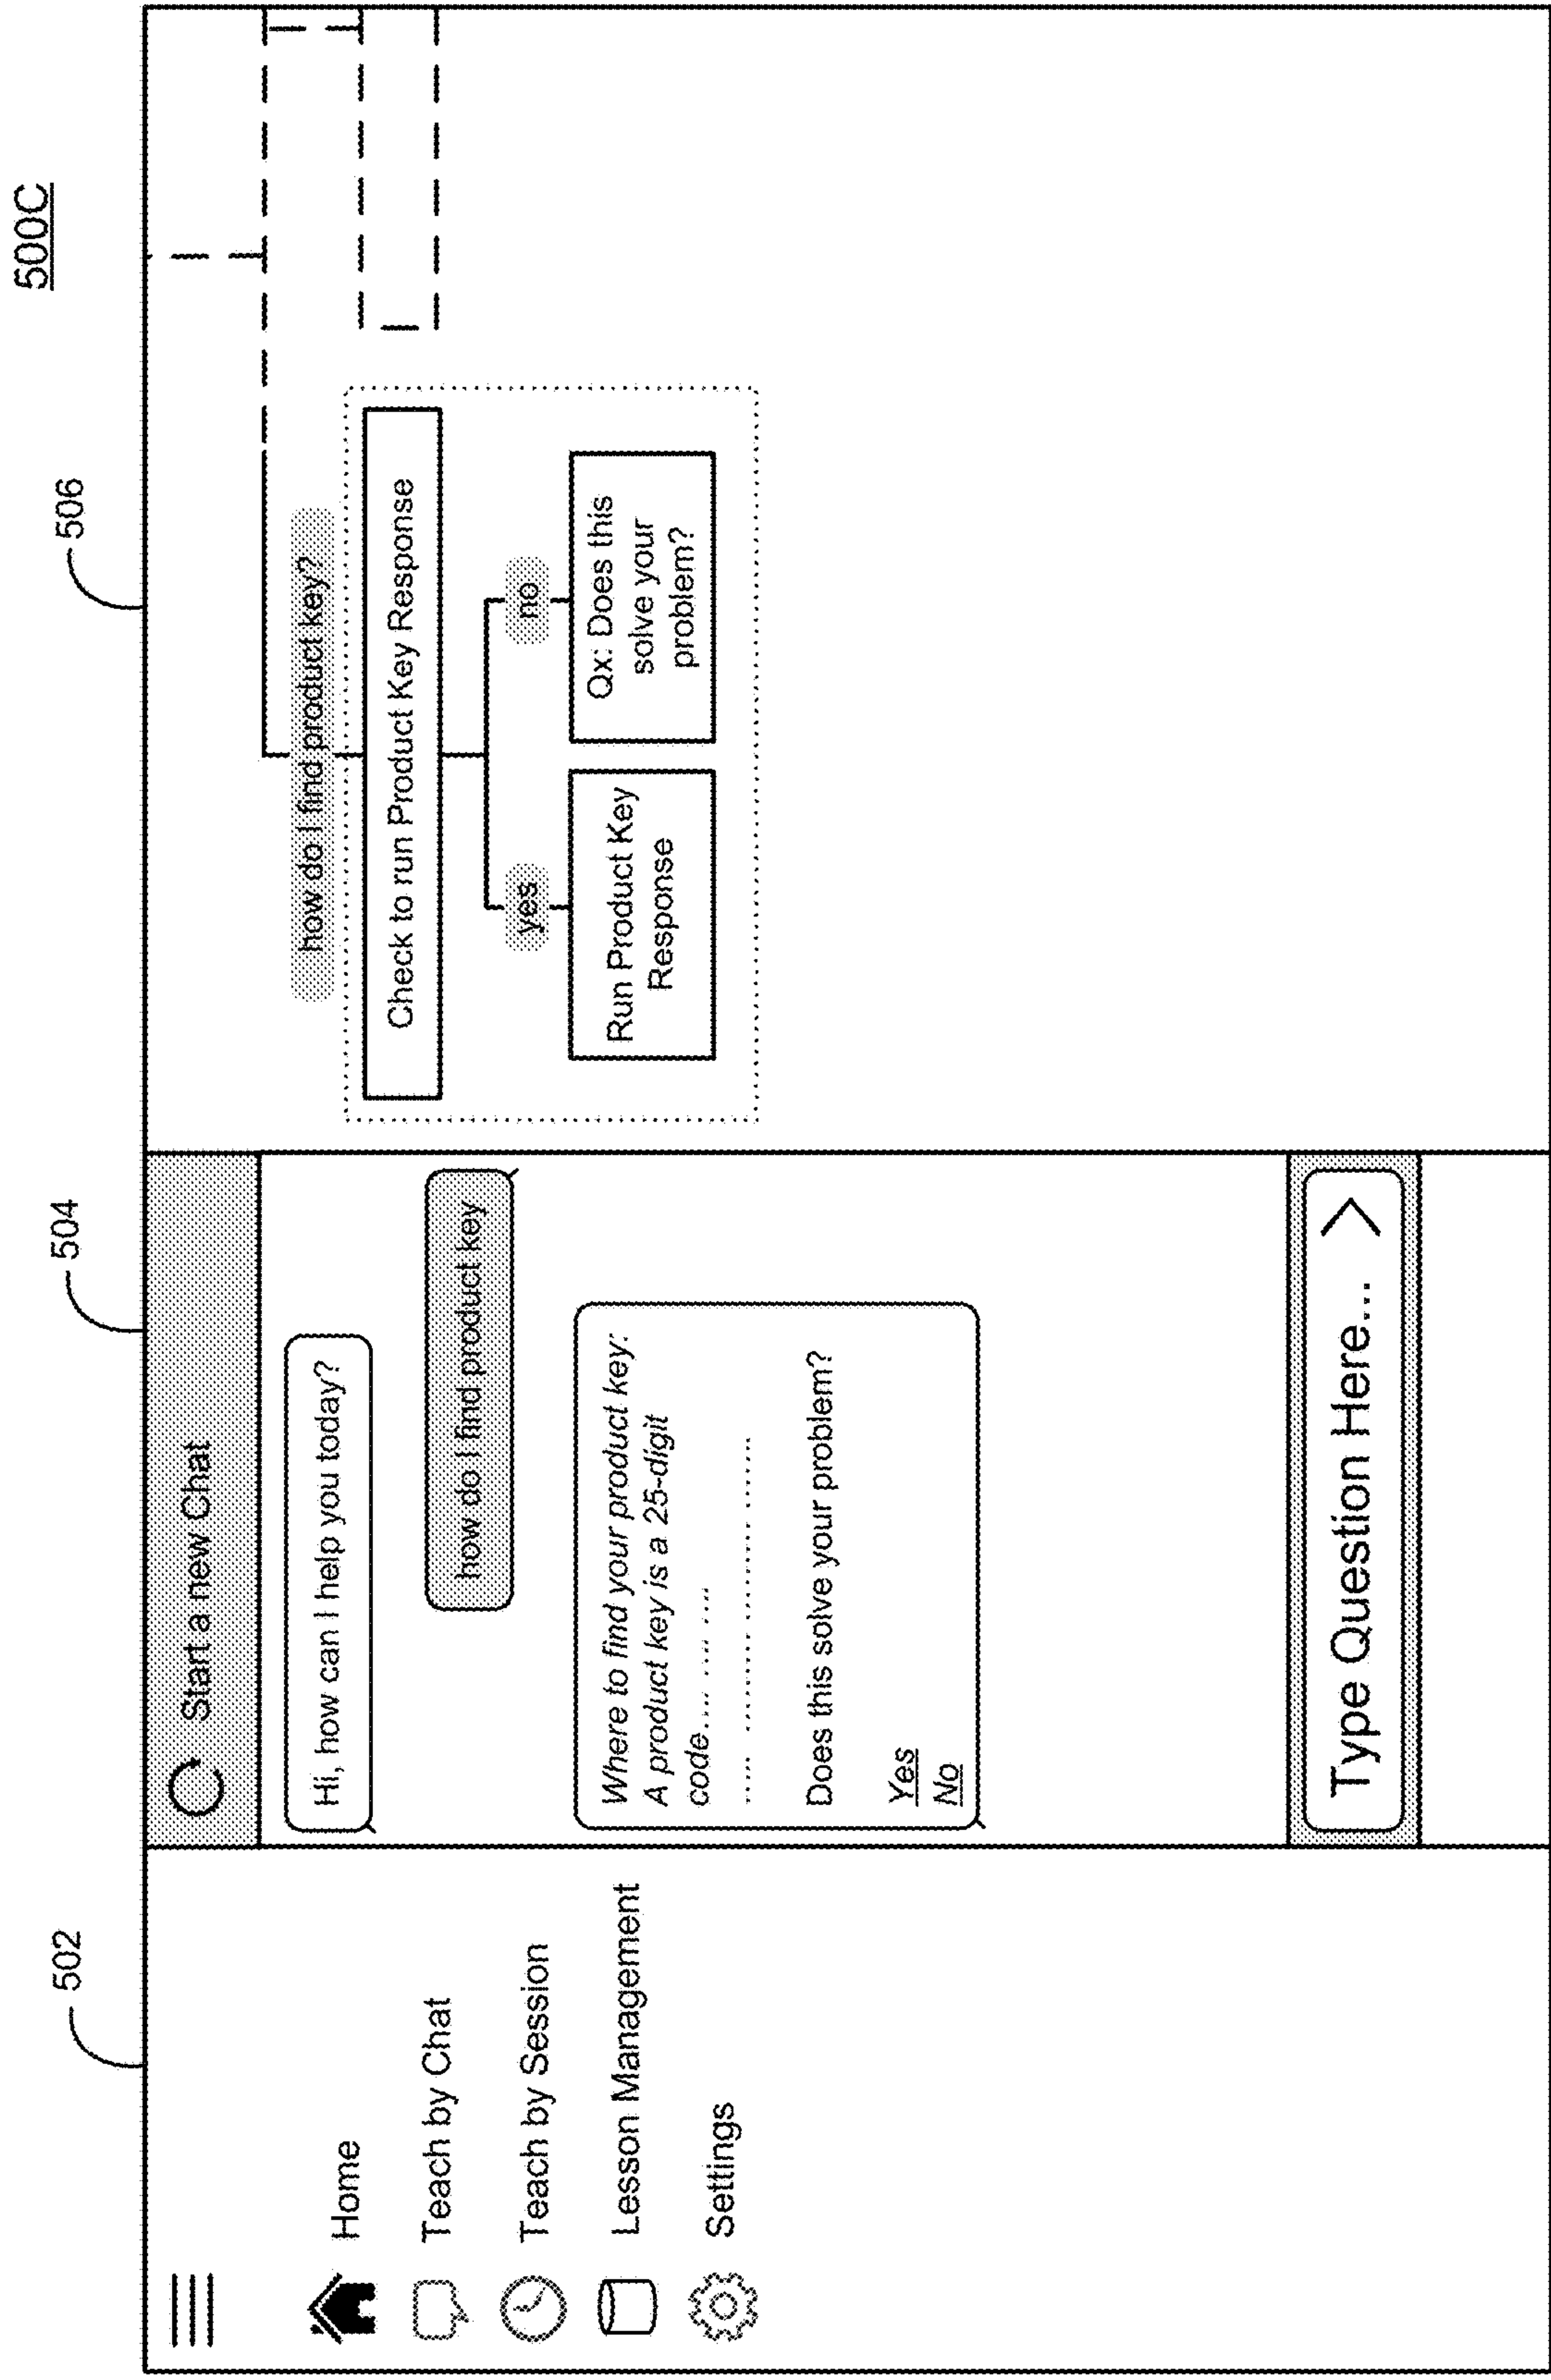 500C
502
504
506
Home
Teach by Chat
Teach by Session
Lesson Management
Settings
Start a new Chat
Hi, how can I help you today?
how do I find product key
Where to find your product key:
A product key is a 25-digit
code.... .... ....
..... ................ .......
Does this solve your problem?
Yes
No
Type Question Here...
how do I find product key?
Check to run Product Key Response
yes
no
Run Product Key
Response
Qx: Does this
solve your
problem?